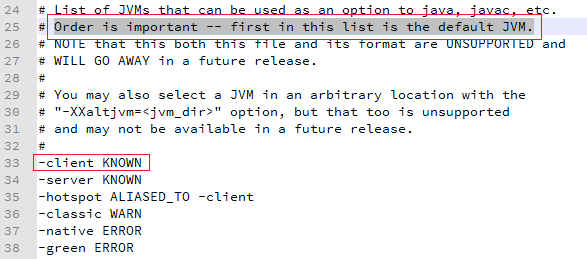 24 # List of JVMs that can be used as an option to java, javac, etc.
25 # Order is important -- first in this list is the default JVM.
26 # NOTE that this both this file and its format are UNSUPPORTED and
27 # WILL GO AWAY in a future release.
28 #
29 # You may also select a JVM in an arbitrary location with the
30 # "-XXaltjvm=<jvm_dir>" option, but that too is unsupported
31 # and may not be available in a future release.
32 #
33 -client KNOWN
34 -server KNOWN
35 -hotspot ALIASED_TO -client
36 -classic WARN
37 -native ERROR
38 -green ERROR